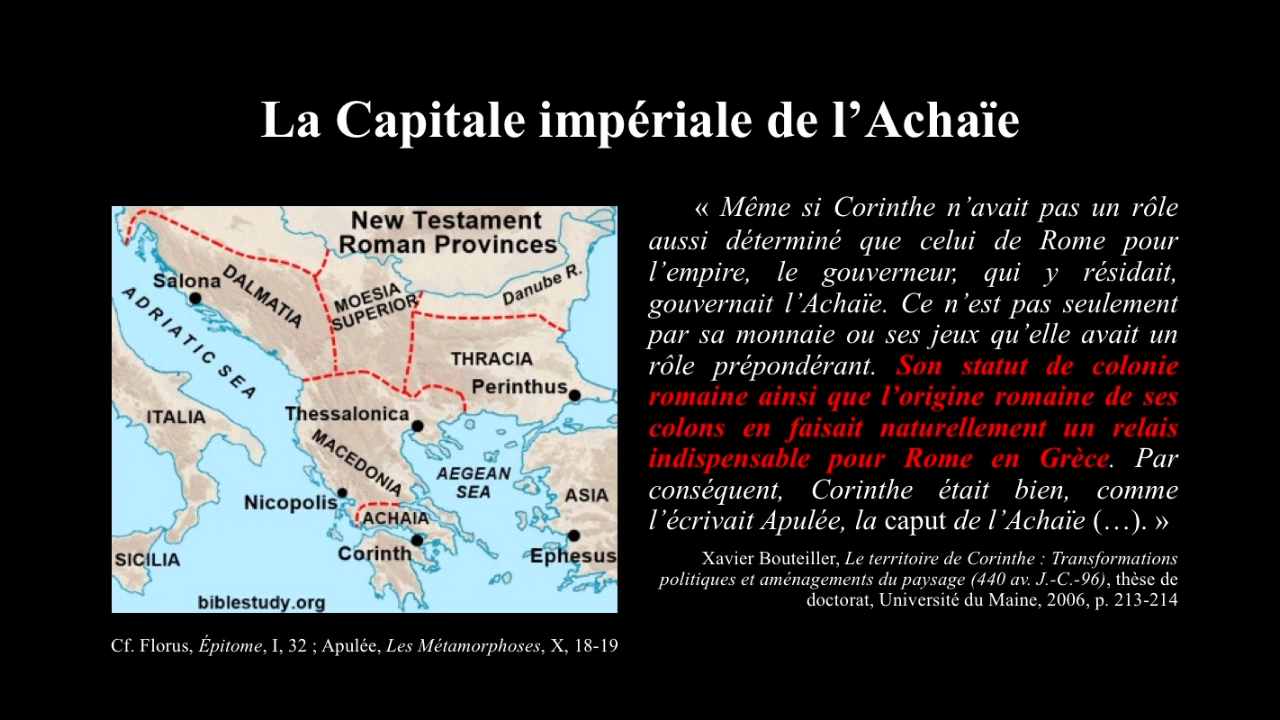 La Capitale impériale de l’Achaïe
New Testament
Roman Provinces
Salona
DALMATIA
MOESIA
SUPERIOR
Danube R.
ADRIATIC SEA
THRACIA
Perinthus
ITALIA
Thessalonica
MACEDONIA
AEGEAN
SEA
ASIA
Nicopolis
ACHAIA
Corinth
Ephesus
SICILIA
biblestudy.org
Cf. Florus, Épitome, I, 32 ; Apulée, Les Métamorphoses, X, 18-19
« Même si Corinthe n’avait pas un rôle
aussi déterminé que celui de Rome pour
l’empire, le gouverneur, qui y résidait,
gouvernait l’Achaïe. Ce n’est pas seulement
par sa monnaie ou ses jeux qu’elle avait un
rôle prépondérant. Son statut de colonie
romaine ainsi que l’origine romaine de ses
colons en faisait naturellement un relais
indispensable pour Rome en Grèce. Par
conséquent, Corinthe était bien, comme
l’écrivait Apulée, la caput de l’Achaïe (…). »
Xavier Bouteiller, Le territoire de Corinthe : Transformations
politiques et aménagements du paysage (440 av. J.-C.-96), thèse de
doctorat, Université du Maine, 2006, p. 213-214